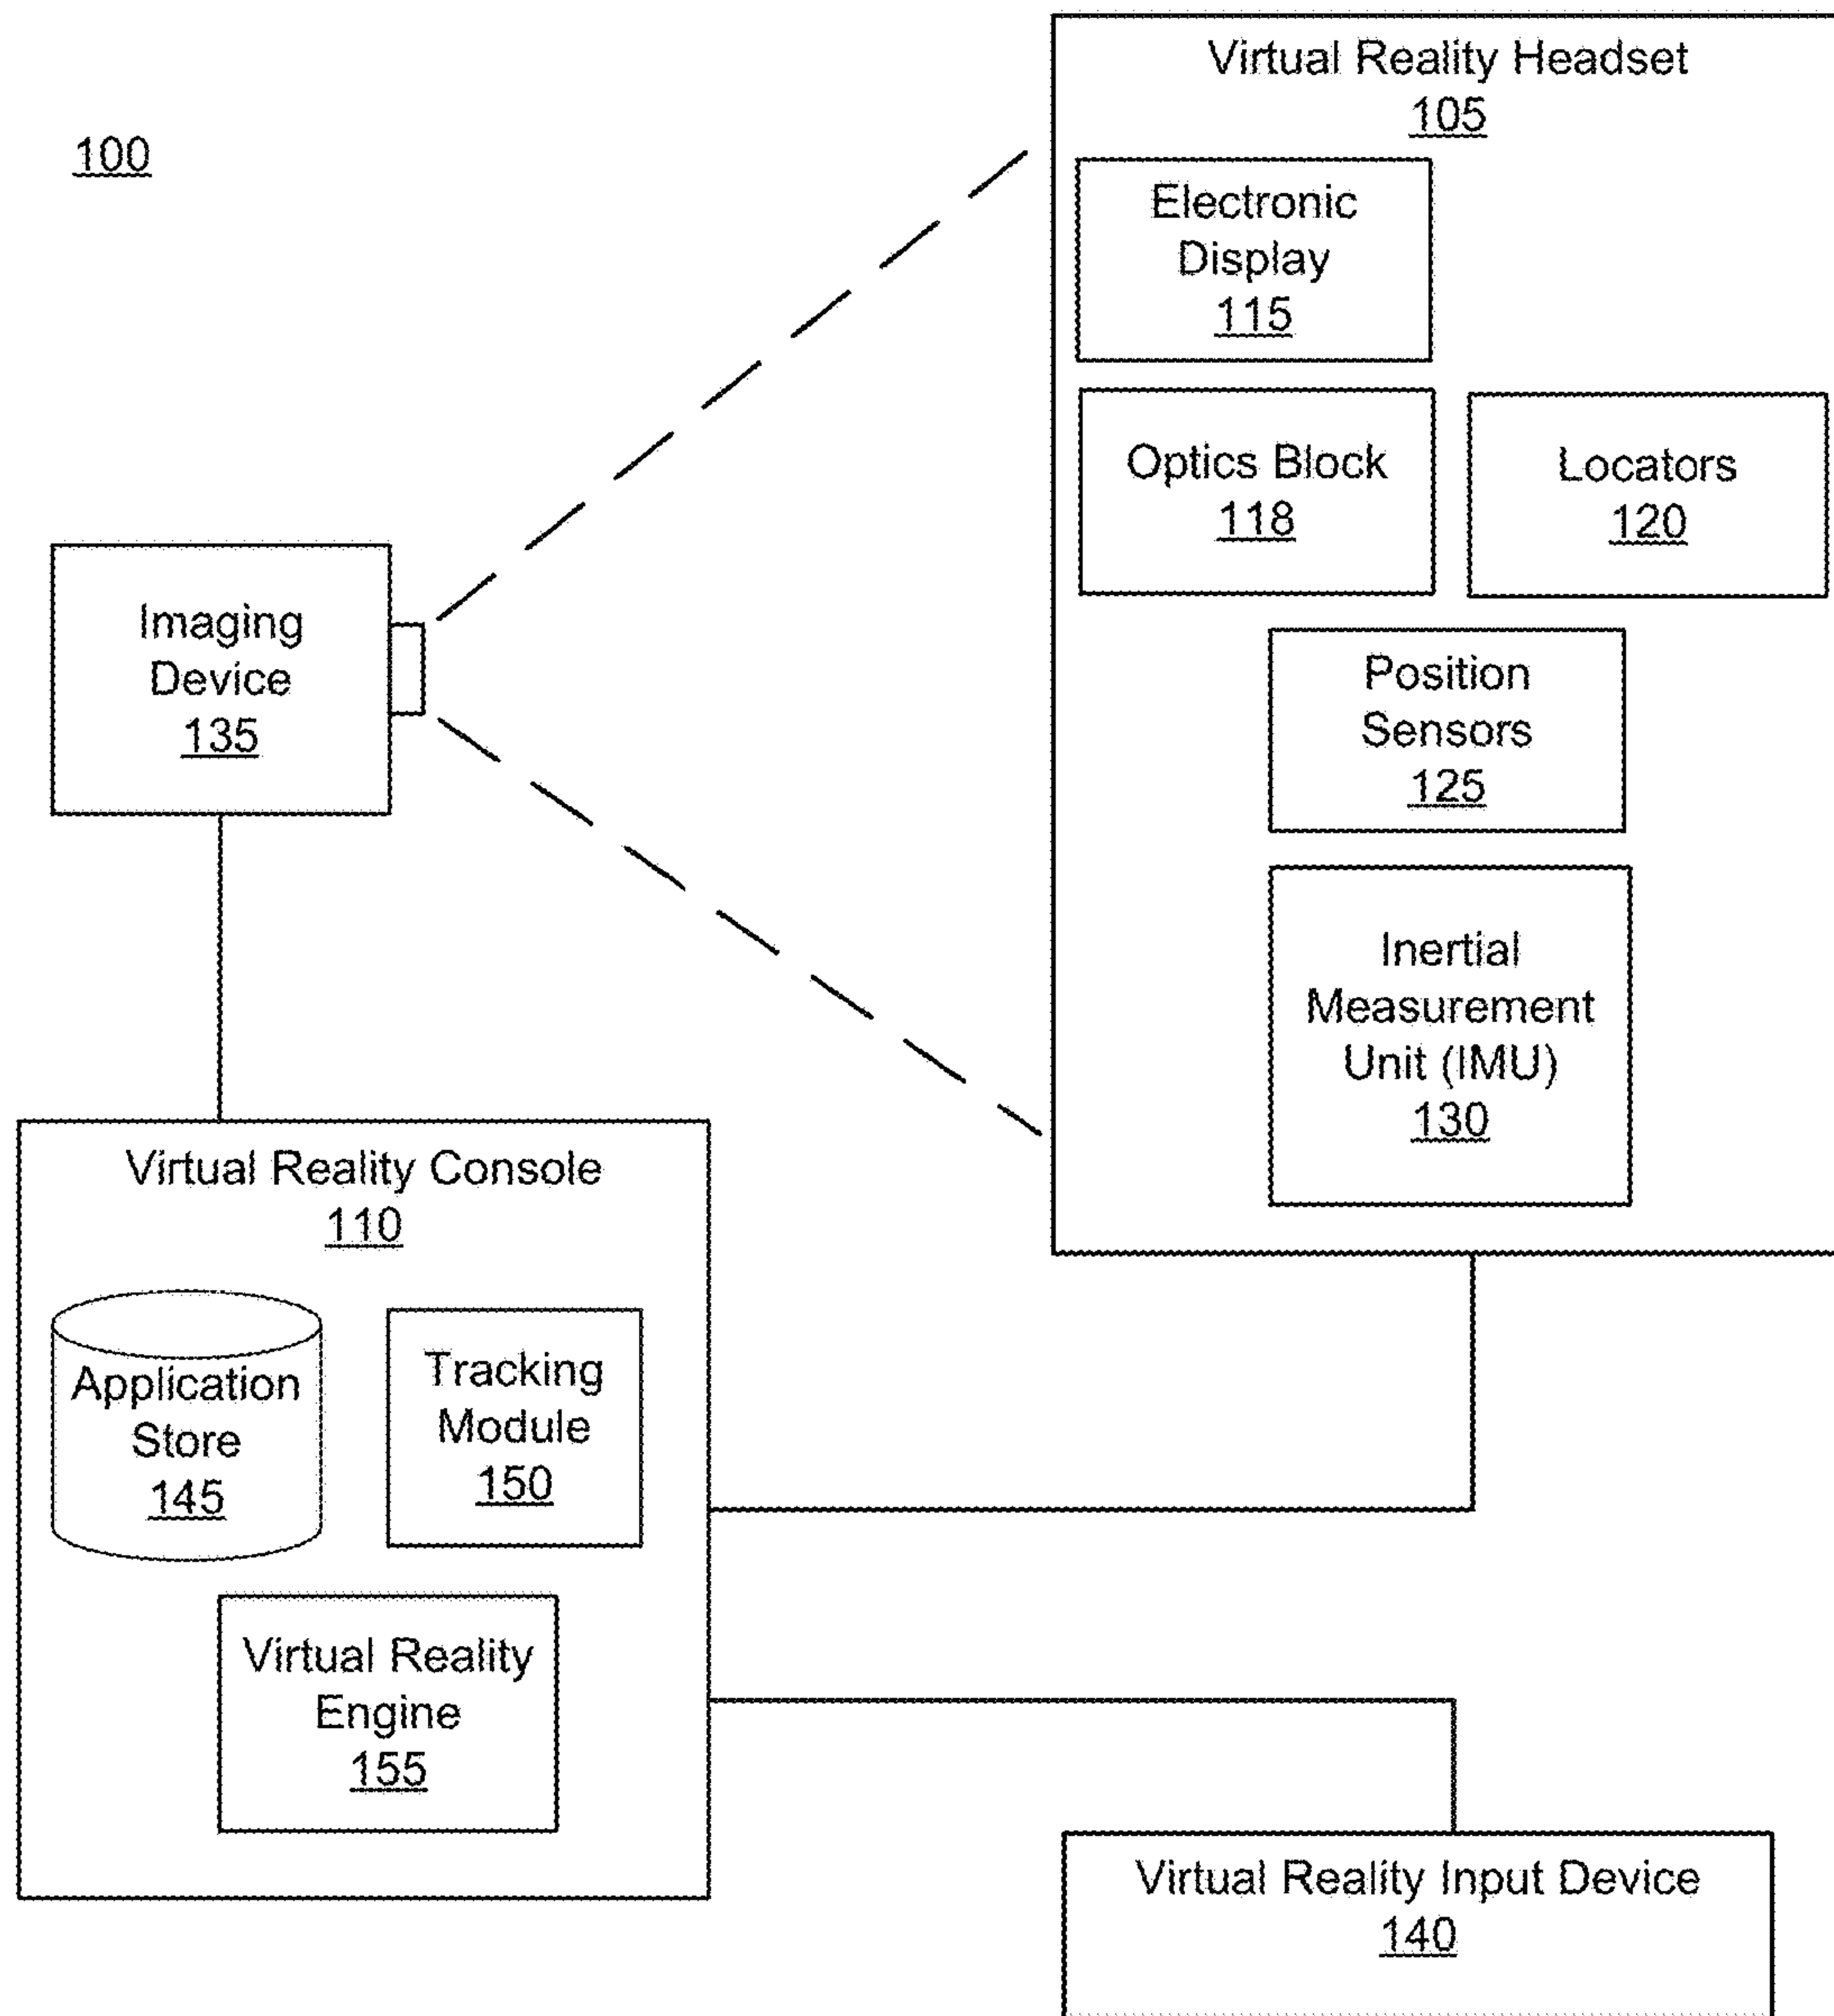 100
Virtual Reality Headset
105
Electronic
Display
115
Optics Block
118
Locators
120
Position
Sensors
125
Inertial
Measurement
Unit (IMU)
130
Imaging
Device
135
Virtual Reality Console
110
Application
Store
145
Tracking
Module
150
Virtual Reality
Engine
155
Virtual Reality Input Device
140